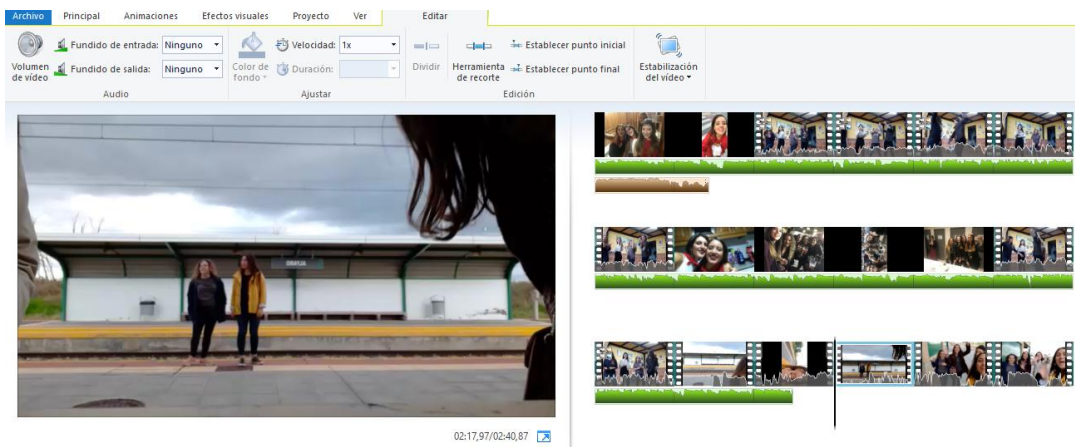 Archivo Principal Animaciones Efectos visuales Proyecto Ver Editar
Volumen de vídeo
Fundido de entrada: Ninguno
Fundido de salida: Ninguno
Audio
Color de fondo
Velocidad: 1x
Duración:
Ajustar
Dividir
Herramienta de recorte
Establecer punto inicial
Establecer punto final
Edición
Estabilización del vídeo
02:17,97/02:40,87